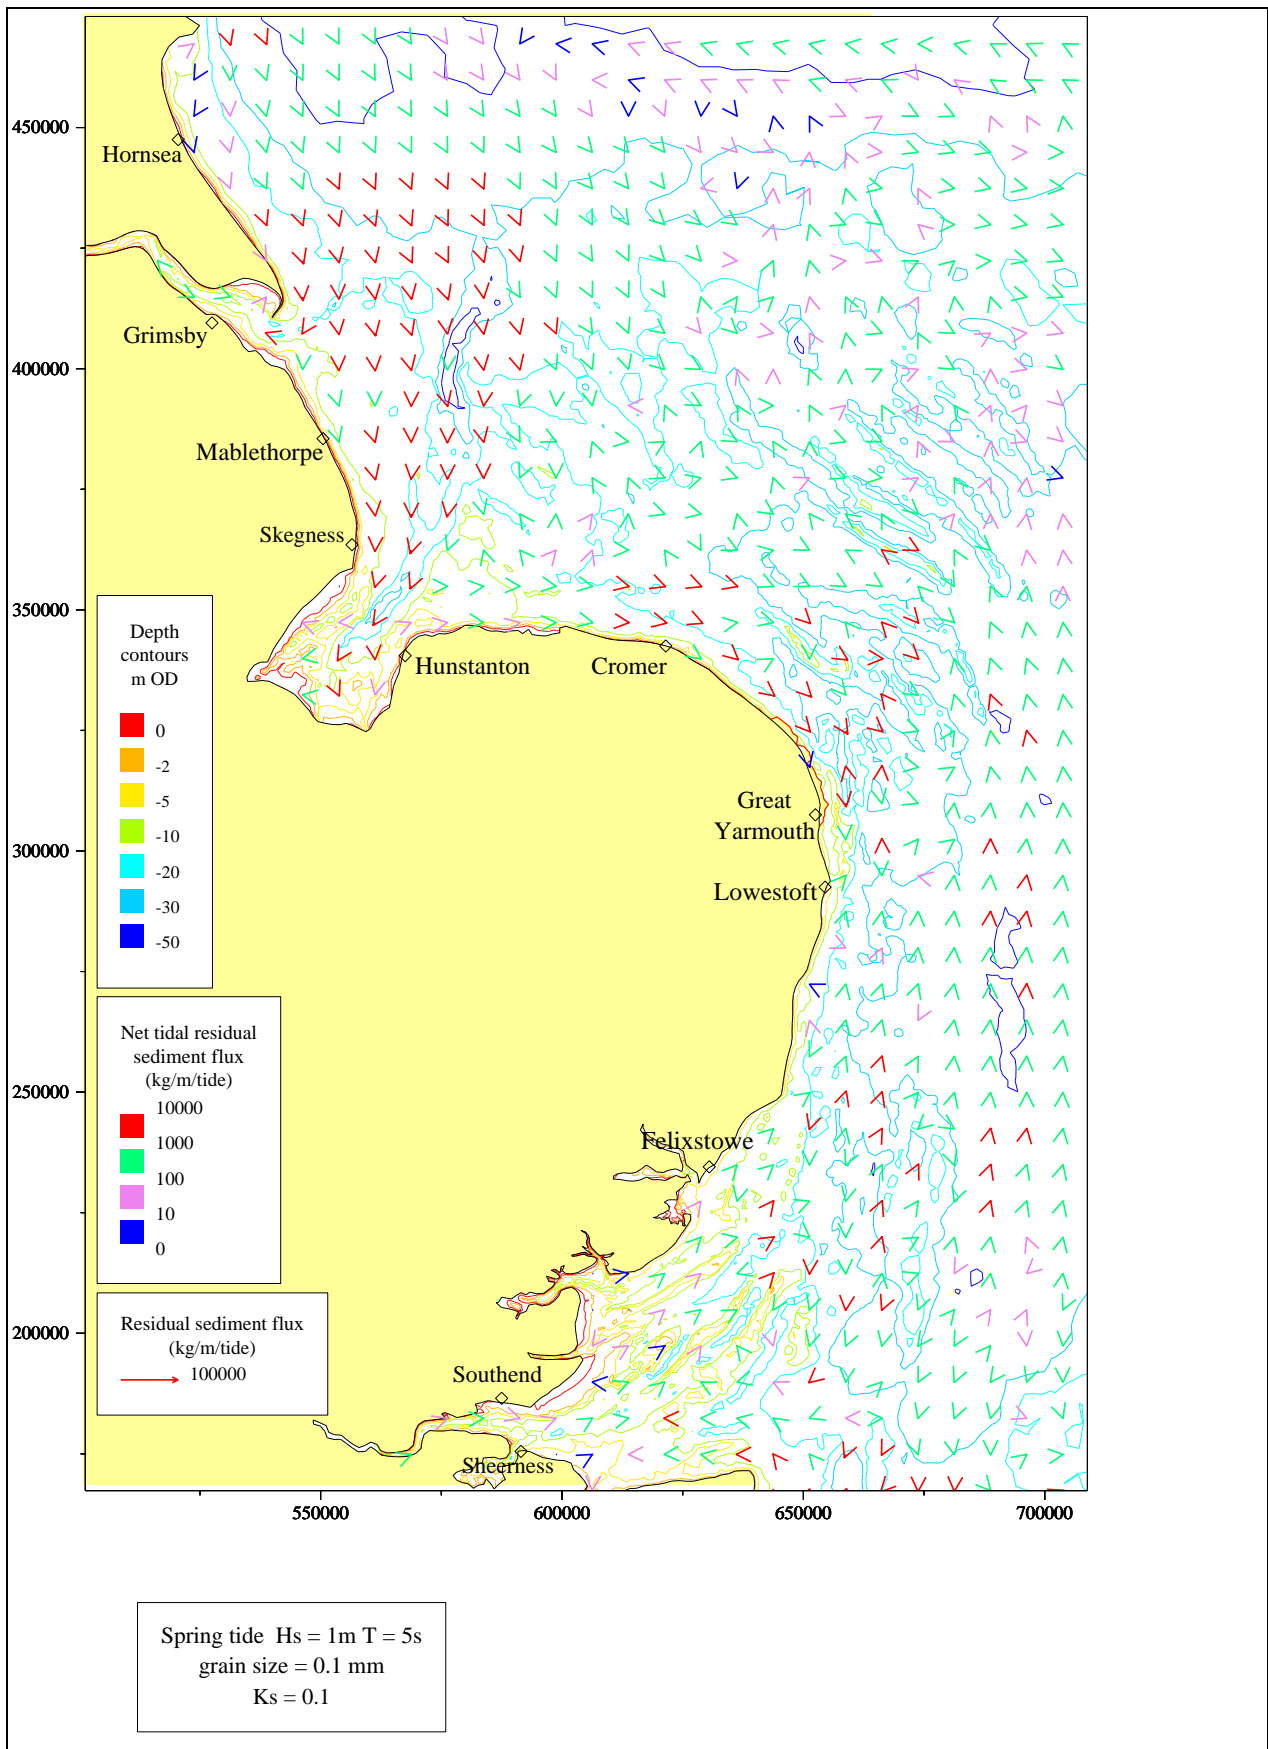 450000
Hornsea
Grimsby
400000
Mablethorpe
Skegness
350000
Depth
contours
m OD
0
-2
-5
-10
-20
-30
-50
Hunstanton
Cromer
Great
Yarmouth
300000
Lowestoft
Net tidal residual
sediment flux
(kg/m/tide)
10000
1000
100
10
0
250000
Felixstowe
Residual sediment flux
(kg/m/tide)
100000
200000
Southend
Sheerness
550000
600000
650000
700000
Spring tide Hs = 1m T = 5s
grain size = 0.1 mm
Ks = 0.1